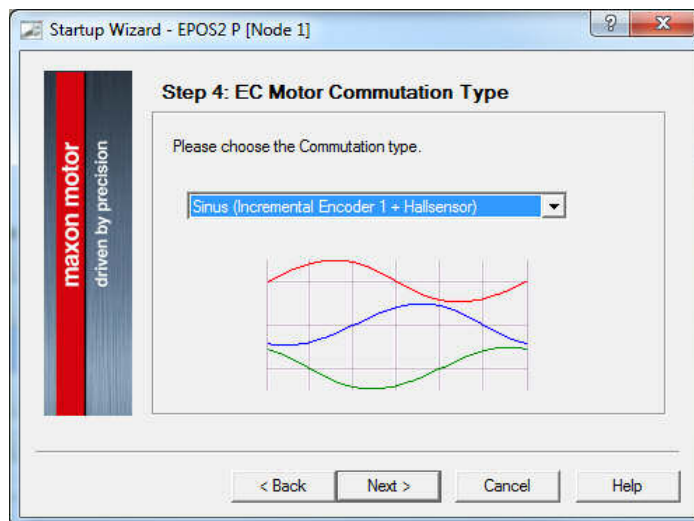 Startup Wizard - EPOS2 P [Node 1]
?
X
maxon motor
driven by precision
Step 4: EC Motor Commutation Type
Please choose the Commutation type.
Sinus (Incremental Encoder 1 + Hallsensor)
< Back
Next >
Cancel
Help